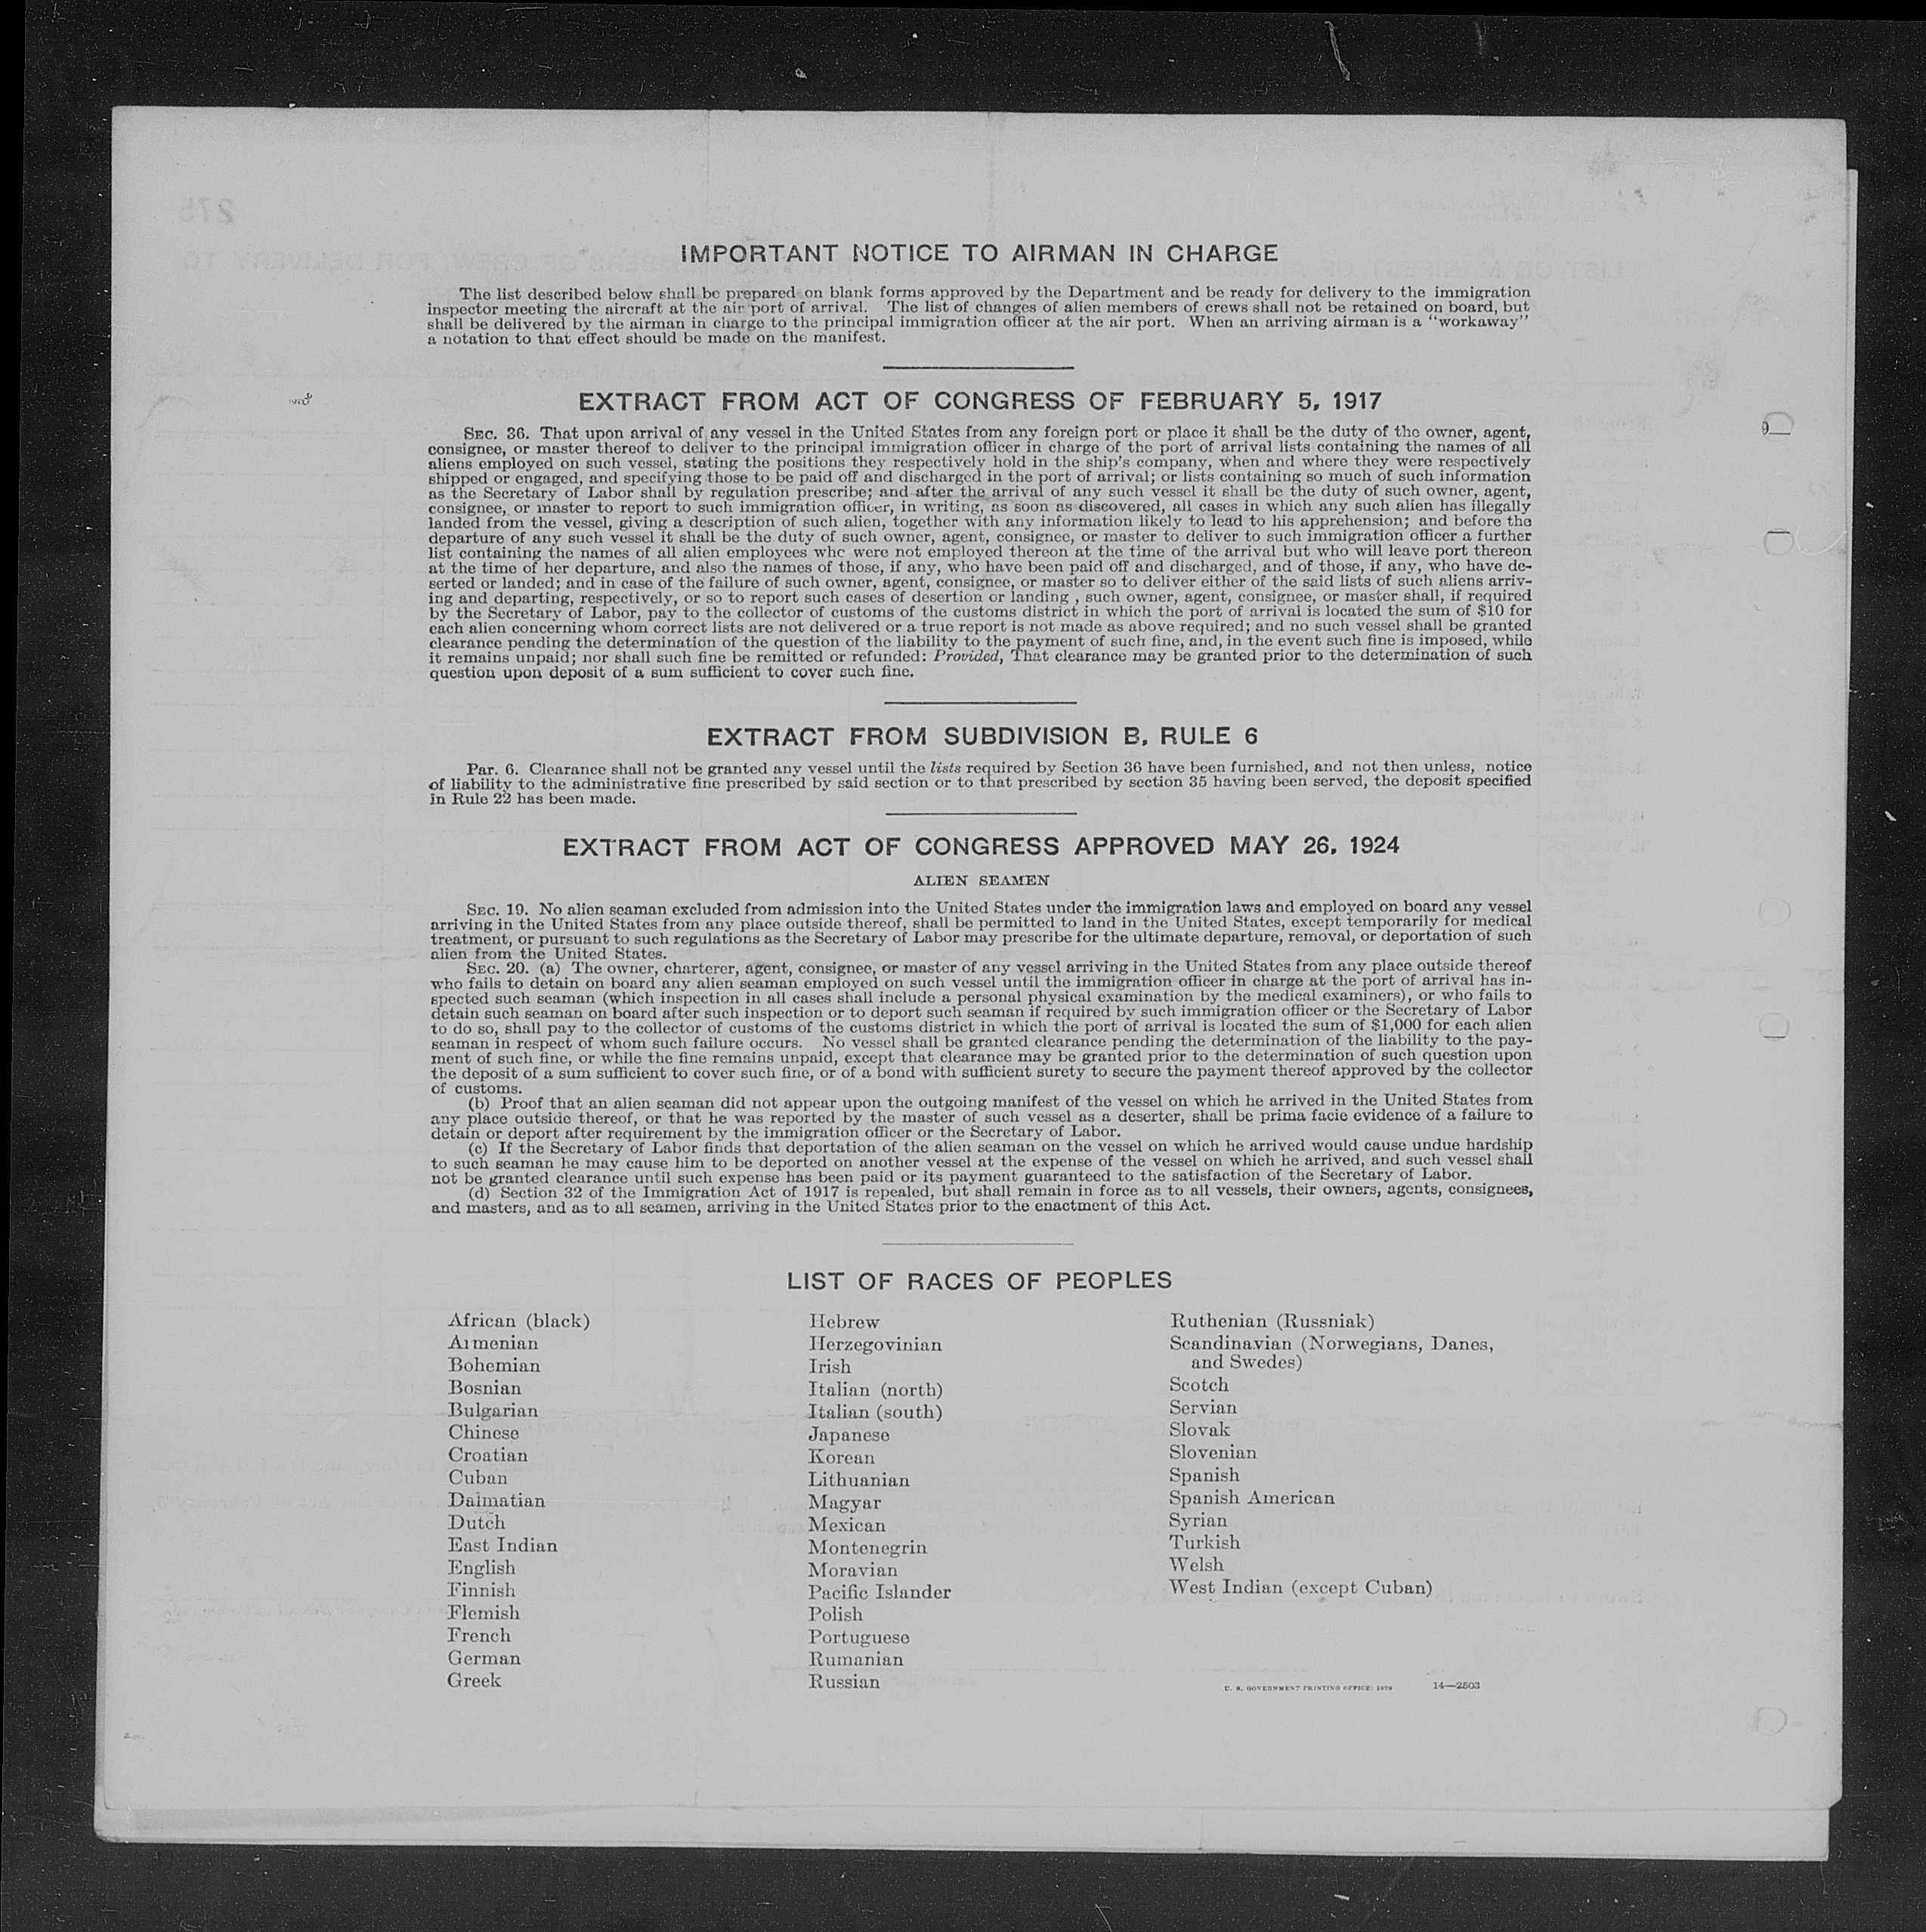 IMPORTANT NOTICE TO AIRMAN IN CHARGE
The list described below shall be prepared on blank forms approved by the Department and be ready for delivery to the immigration
inspector meeting the aircraft at the air port of arrival. The list of changes of alien members of crews shall not be retained on board, but
shall be delivered by the airman in charge to the principal immigration officer at the air port. When an arriving airman is a "workaway"
a notation to that effect should be made on the manifest.
EXTRACT FROM ACT OF CONGRESS OF FEBRUARY 5, 1917
SEC. 36. That upon arrival of any vessel in the United States from any foreign port or place it shall be the duty of the owner, agent,
consignee, or master thereof to deliver to the principal immigration officer in charge of the port of arrival lists containing the names of all
aliens employed on such vessel, stating the positions they respectively hold in the ship's company, when and where they were respectively
shipped or engaged, and specifying those to be paid off and discharged in the port of arrival; or lists containing so much of such information
as the Secretary of Labor shall by regulation prescribe; and after the arrival of any such vessel it shall be the duty of such owner, agent,
consignee, or master to report to such immigration officer, in writing, as soon as discovered, all cases in which any such alien has illegally
landed from the vessel, giving a description of such alien, together with any information likely to lead to his apprehension; and before the
departure of any such vessel it shall be the duty of such owner, agent, consignee, or master to deliver to such immigration officer a further
list containing the names of all alien employees who were not employed thereon at the time of the arrival but who will leave port thereon
at the time of her departure, and also the names of those, if any, who have been paid off and discharged, and of those, if any, who have de-
serted or landed; and in case of the failure of such owner, agent, consignee, or master so to deliver either of the said lists of such aliens arriv-
ing and departing, respectively, or so to report such cases of desertion or landing , such owner, agent, consignee, or master shall, if required
by the Secretary of Labor, pay to the collector of customs of the customs district in which the port of arrival is located the sum of $10 for
each alien concerning whom correct lists are not delivered or a true report is not made as above required; and no such vessel shall be granted
clearance pending the determination of the question of the liability to the payment of such fine, and, in the event such fine is imposed, while
it remains unpaid; nor shall such fine be remitted or refunded: Provided, That clearance may be granted prior to the determination of such
question upon deposit of a sum sufficient to cover such fine.
EXTRACT FROM SUBDIVISION B, RULE 6
Par. 6. Clearance shall not be granted any vessel until the lists required by Section 36 have been furnished, and not then unless, notice
of liability to the administrative fine prescribed by said section or to that prescribed by section 35 having been served, the deposit specified
in Rule 22 has been made.
EXTRACT FROM ACT OF CONGRESS APPROVED MAY 26, 1924
ALIEN SEAMEN
SEC. 19. No alien seaman excluded from admission into the United States under the immigration laws and employed on board any vessel
arriving in the United States from any place outside thereof, shall be permitted to land in the United States, except temporarily for medical
treatment, or pursuant to such regulations as the Secretary of Labor may prescribe for the ultimate departure, removal, or deportation of such
alien from the United States.
SEC. 20. (a) The owner, charterer, agent, consignee, or master of any vessel arriving in the United States from any place outside thereof
who fails to detain on board any alien seaman employed on such vessel until the immigration officer in charge at the port of arrival has in-
spected such seaman (which inspection in all cases shall include a personal physical examination by the medical examiners), or who fails to
detain such seaman on board after such inspection or to deport such seaman if required by such immigration officer or the Secretary of Labor
to do so, shall pay to the collector of customs of the customs district in which the port of arrival is located the sum of $1,000 for each alien
seaman in respect of whom such failure occurs. No vessel shall be granted clearance pending the determination of the liability to the pay-
ment of such fine, or while the fine remains unpaid, except that clearance may be granted prior to the determination of such question upon
the deposit of a sum sufficient to cover such fine, or of a bond with sufficient surety to secure the payment thereof approved by the collector
of customs.
(b) Proof that an alien seaman did not appear upon the outgoing manifest of the vessel on which he arrived in the United States from
any place outside thereof, or that he was reported by the master of such vessel as a deserter, shall be prima facie evidence of a failure to
detain or deport after requirement by the immigration officer or the Secretary of Labor.
(c) If the Secretary of Labor finds that deportation of the alien seaman on the vessel on which he arrived would cause undue hardship
to such seaman he may cause him to be deported on another vessel at the expense of the vessel on which he arrived, and such vessel shall
not be granted clearance until such expense has been paid or its payment guaranteed to the satisfaction of the Secretary of Labor.
(d) Section 32 of the Immigration Act of 1917 is repealed, but shall remain in force as to all vessels, their owners, agents, consignees,
and masters, and as to all seamen, arriving in the United States prior to the enactment of this Act.
LIST OF RACES OF PEOPLES
African (black)
Armenian
Bohemian
Bosnian
Bulgarian
Chinese
Croatian
Cuban
Dalmatian
Dutch
East Indian
English
Finnish
Flemish
French
German
Greek
Hebrew
Herzegovinian
Irish
Italian (north)
Italian (south)
Japanese
Korean
Lithuanian
Magyar
Mexican
Montenegrin
Moravian
Pacific Islander
Polish
Portuguese
Rumanian
Russian
Ruthenian (Russniak)
Scandinavian (Norwegians, Danes,
and Swedes)
Scotch
Servian
Slovak
Slovenian
Spanish
Spanish American
Syrian
Turkish
Welsh
West Indian (except Cuban)
U. S. GOVERNMENT PRINTING OFFICE: 14—2503